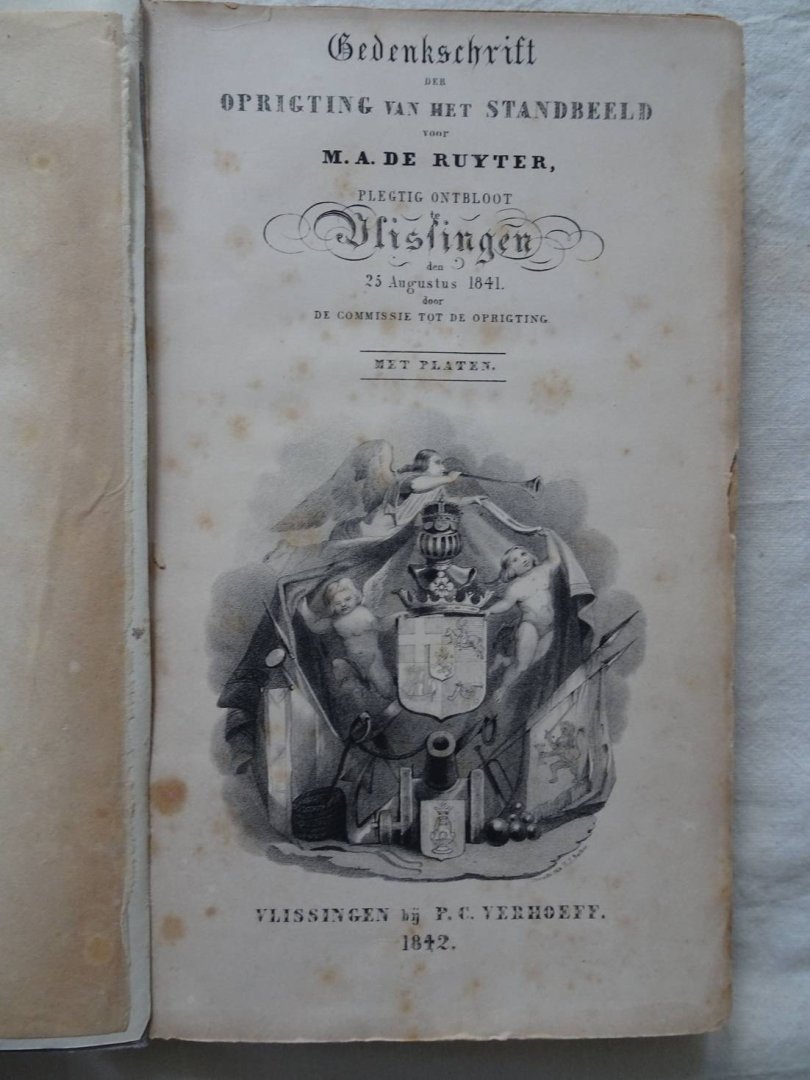 Gedenkschrift
DER
OPRIGTING VAN HET STANDBEELD
voor
M. A. DE RUYTER,
PLEGTIG ONTBLOOT
te
Vlisſingen
den
25 Augustus 1841.
door
DE COMMISSIE TOT DE OPRIGTING.
MET PLATEN.
VLISSINGEN bij P. C. VERHOEFF.
1842.